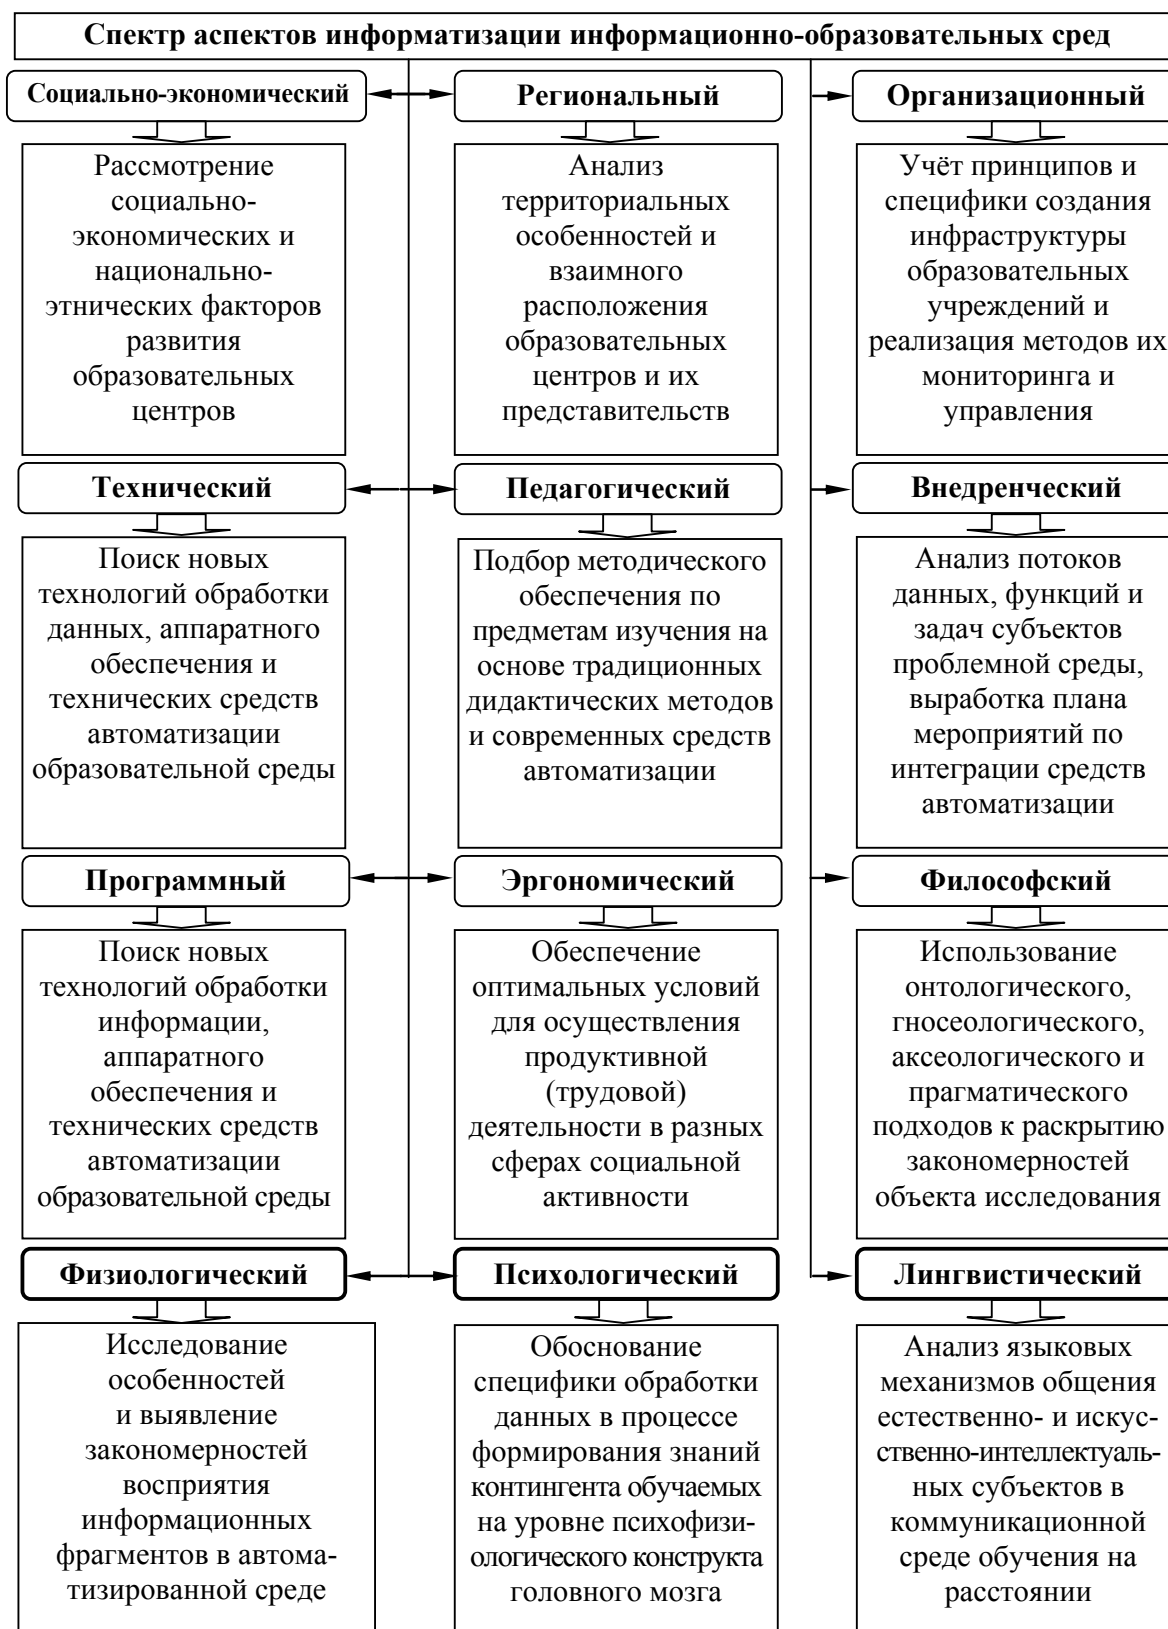 Спектр аспектов информатизации информационно-образовательных сред
Социально-экономический
Рассмотрение
социально-
экономических и
национально-
этнических факторов
развития
образовательных
центров
Региональный
Анализ
территориальных
особенностей и
взаимного
расположения
образовательных
центров и их
представительств
Организационный
Учёт принципов и
специфики создания
инфраструктуры
образовательных
учреждений и
реализация методов их
мониторинга и
управления
Технический
Поиск новых
технологий обработки
данных, аппаратного
обеспечения и
технических средств
автоматизации
образовательной среды
Педагогический
Подбор методического
обеспечения по
предметам изучения на
основе традиционных
дидактических методов
и современных средств
автоматизации
Внедренческий
Анализ потоков
данных, функций и
задач субъектов
проблемной среды,
выработка плана
мероприятий по
интеграции средств
автоматизации
Программный
Поиск новых
технологий обработки
информации,
аппаратного
обеспечения и
технических средств
автоматизации
образовательной среды
Эргономический
Обеспечение
оптимальных условий
для осуществления
продуктивной
(трудовой)
деятельности в разных
сферах социальной
активности
Философский
Использование
онтологического,
гносеологического,
аксеологического и
прагматического
подходов к раскрытию
закономерностей
объекта исследования
Физиологический
Исследование
особенностей
и выявление
закономерностей
восприятия
информационных
фрагментов в автома-
тизированной среде
Психологический
Обоснование
специфики обработки
данных в процессе
формирования знаний
контингента обучаемых
на уровне психофизи-
ологического конструкта
головного мозга
Лингвистический
Анализ языковых
механизмов общения
естественно- и искус-
ственно-интеллектуаль-
ных субъектов в
коммуникационной
среде обучения на
расстоянии